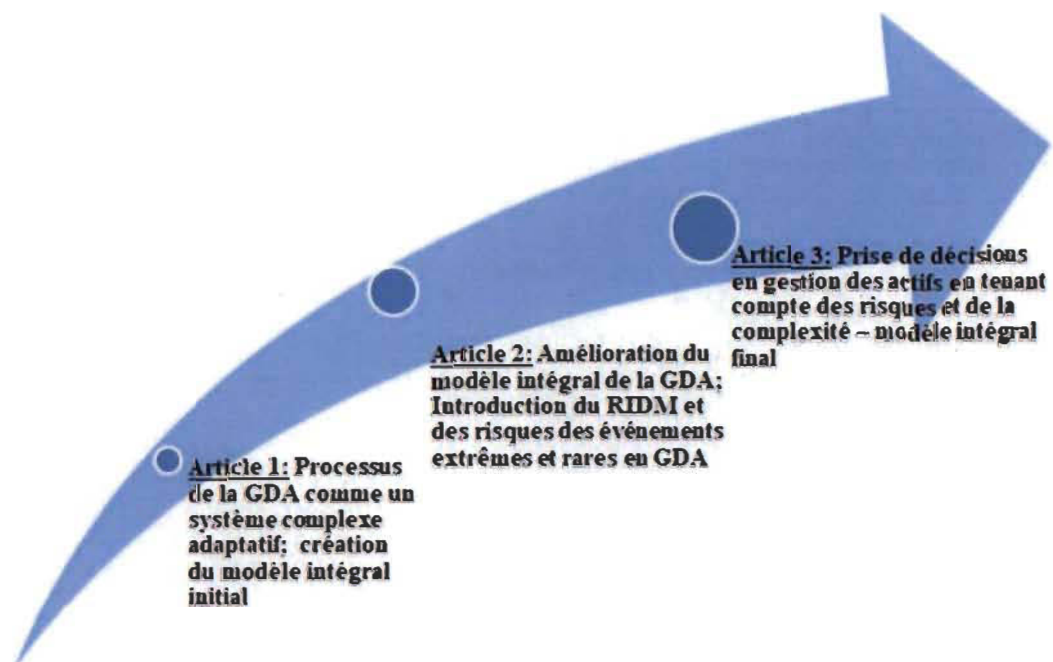 Article 1: Processus
de la GDA comme un
système complexe
adaptatif; création
du modèle intégral
initial
Article 2: Amélioration du
modèle intégral de la GDA;
Introduction du RIDM et
des risques des événements
extrêmes et rares en GDA
Article 3: Prise de décisions
en gestion des actifs en tenant
compte des risques et de la
complexité – modèle intégral
final